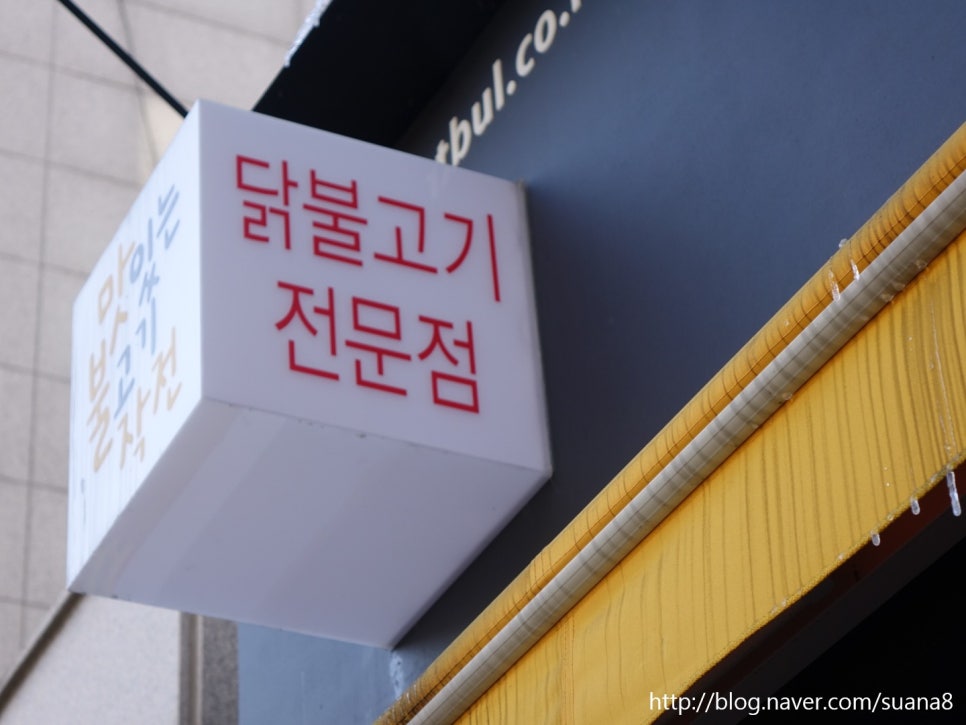 맛있는
불고기
작전
닭불고기
전문점
tbul.co.
http://blog.naver.com/suana8